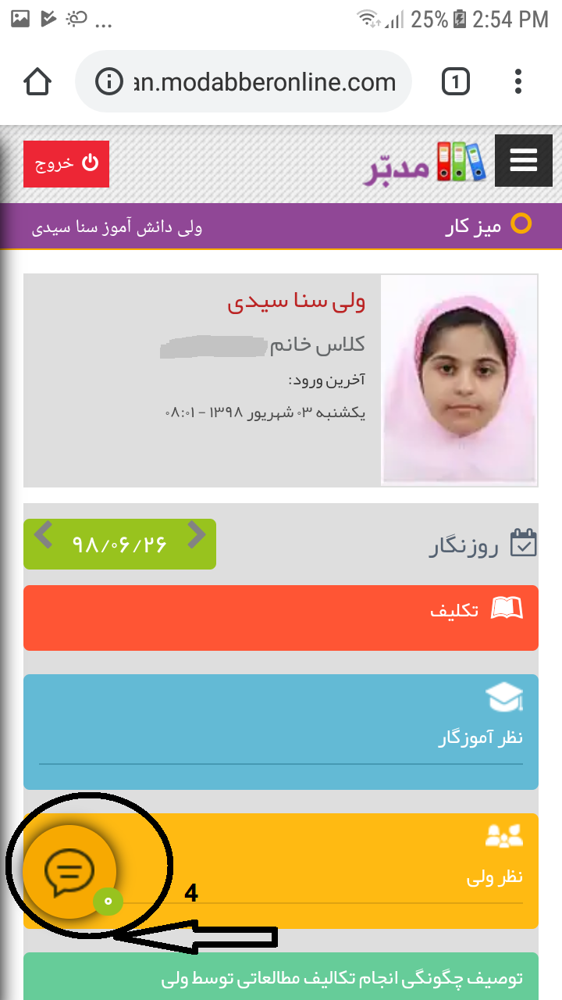 ... 25% 2:54 PM
an.modabberonline.com 1
مدبّر خروج
میز کار ولی دانش آموز سنا سیدی
ولی سنا سیدی
کلاس خانم
آخرین ورود:
یکشنبه ۰۳ شهریور ۱۳۹۸ - ۰۸:۰۱
روزنگار ۹۸/۰۶/۲۶
تکلیف
نظر آموزگار
نظر ولی
4
۰
توصیف چگونگی انجام تکالیف مطالعاتی توسط ولی